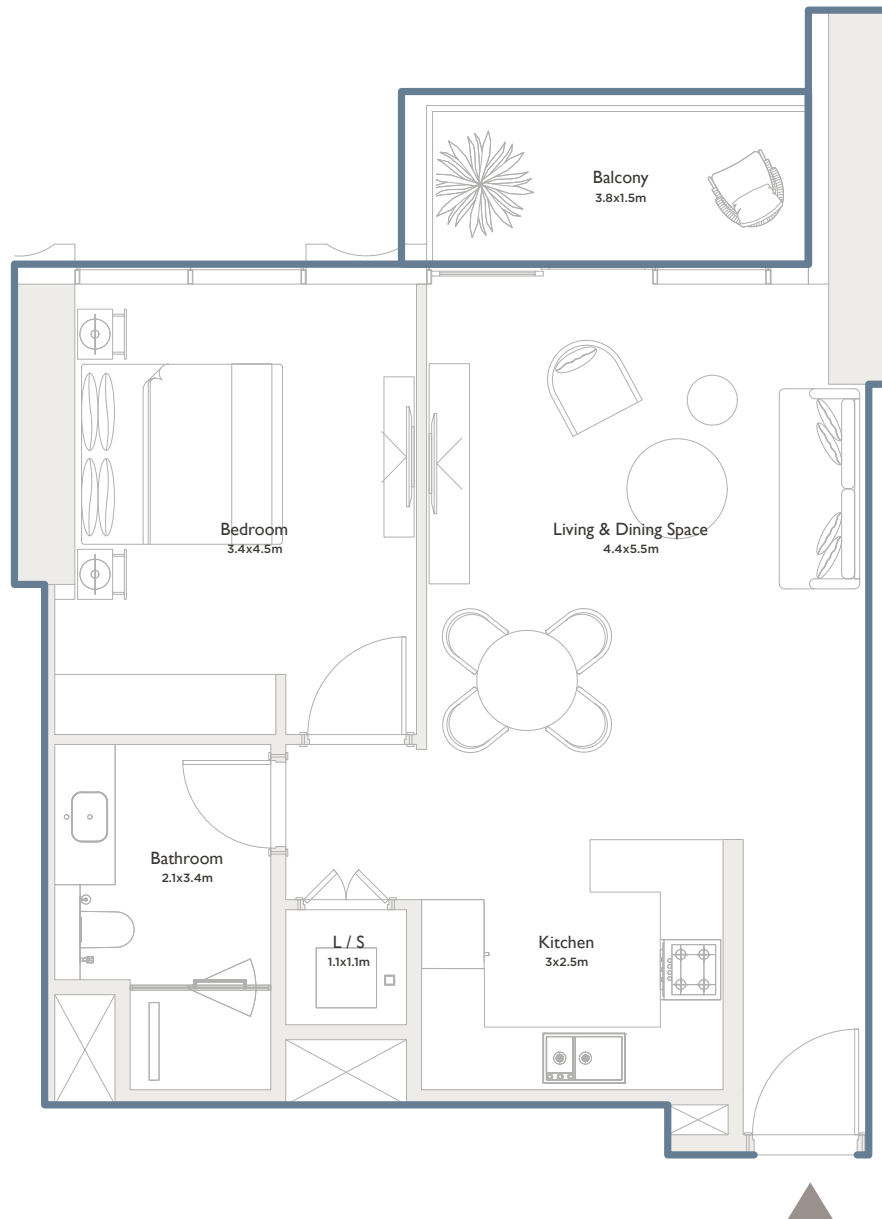 Balcony
3.8x1.5m
Bedroom
3.4x4.5m
Living & Dining Space
4.4x5.5m
Bathroom
2.1x3.4m
L / S
1.1x1.1m
Kitchen
3x2.5m